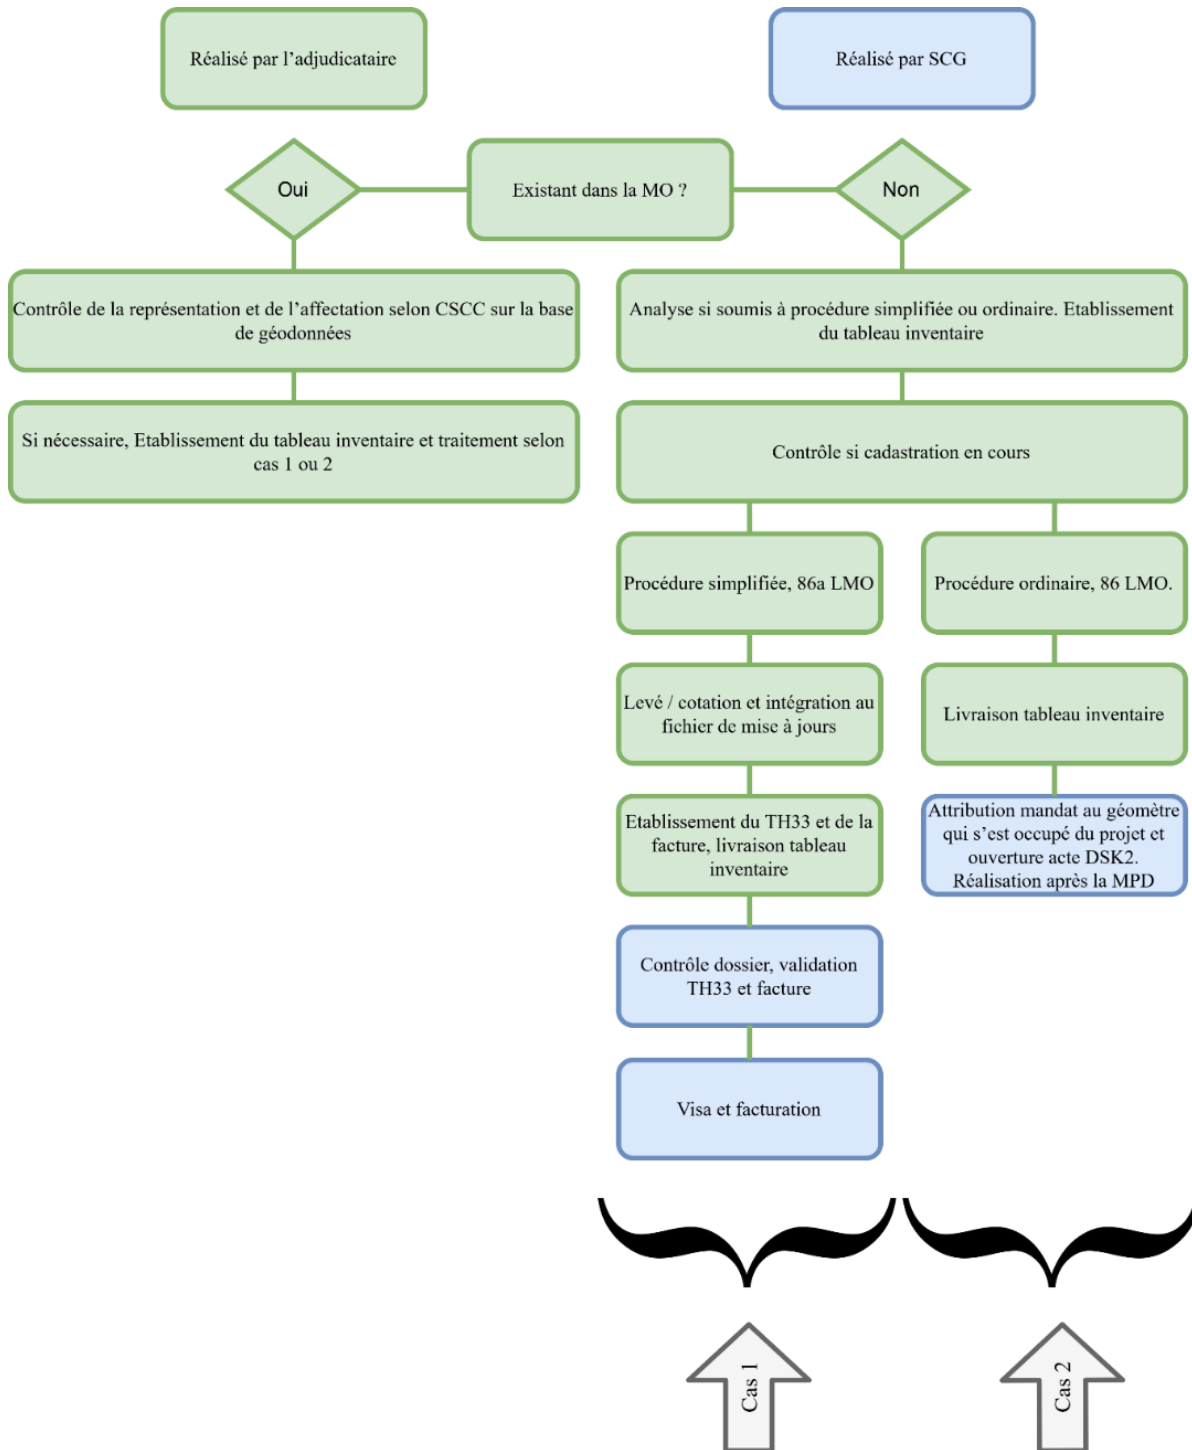 Réalisé par l’adjudicataire
Réalisé par SCG
Oui
Existant dans la MO ?
Non
Contrôle de la représentation et de l’affectation selon CSCC sur la base
de géodonnées
Analyse si soumis à procédure simplifiée ou ordinaire. Etablissement
du tableau inventaire
Si nécessaire, Etablissement du tableau inventaire et traitement selon
cas 1 ou 2
Contrôle si cadastration en cours
Procédure simplifiée, 86a LMO
Procédure ordinaire, 86 LMO.
Levé / cotation et intégration au
fichier de mise à jours
Livraison tableau inventaire
Etablissement du TH33 et de la
facture, livraison tableau
inventaire
Attribution mandat au géomètre
qui s’est occupé du projet et
ouverture acte DSK2.
Réalisation après la MPD
Contrôle dossier, validation
TH33 et facture
Visa et facturation
Cas 1
Cas 2